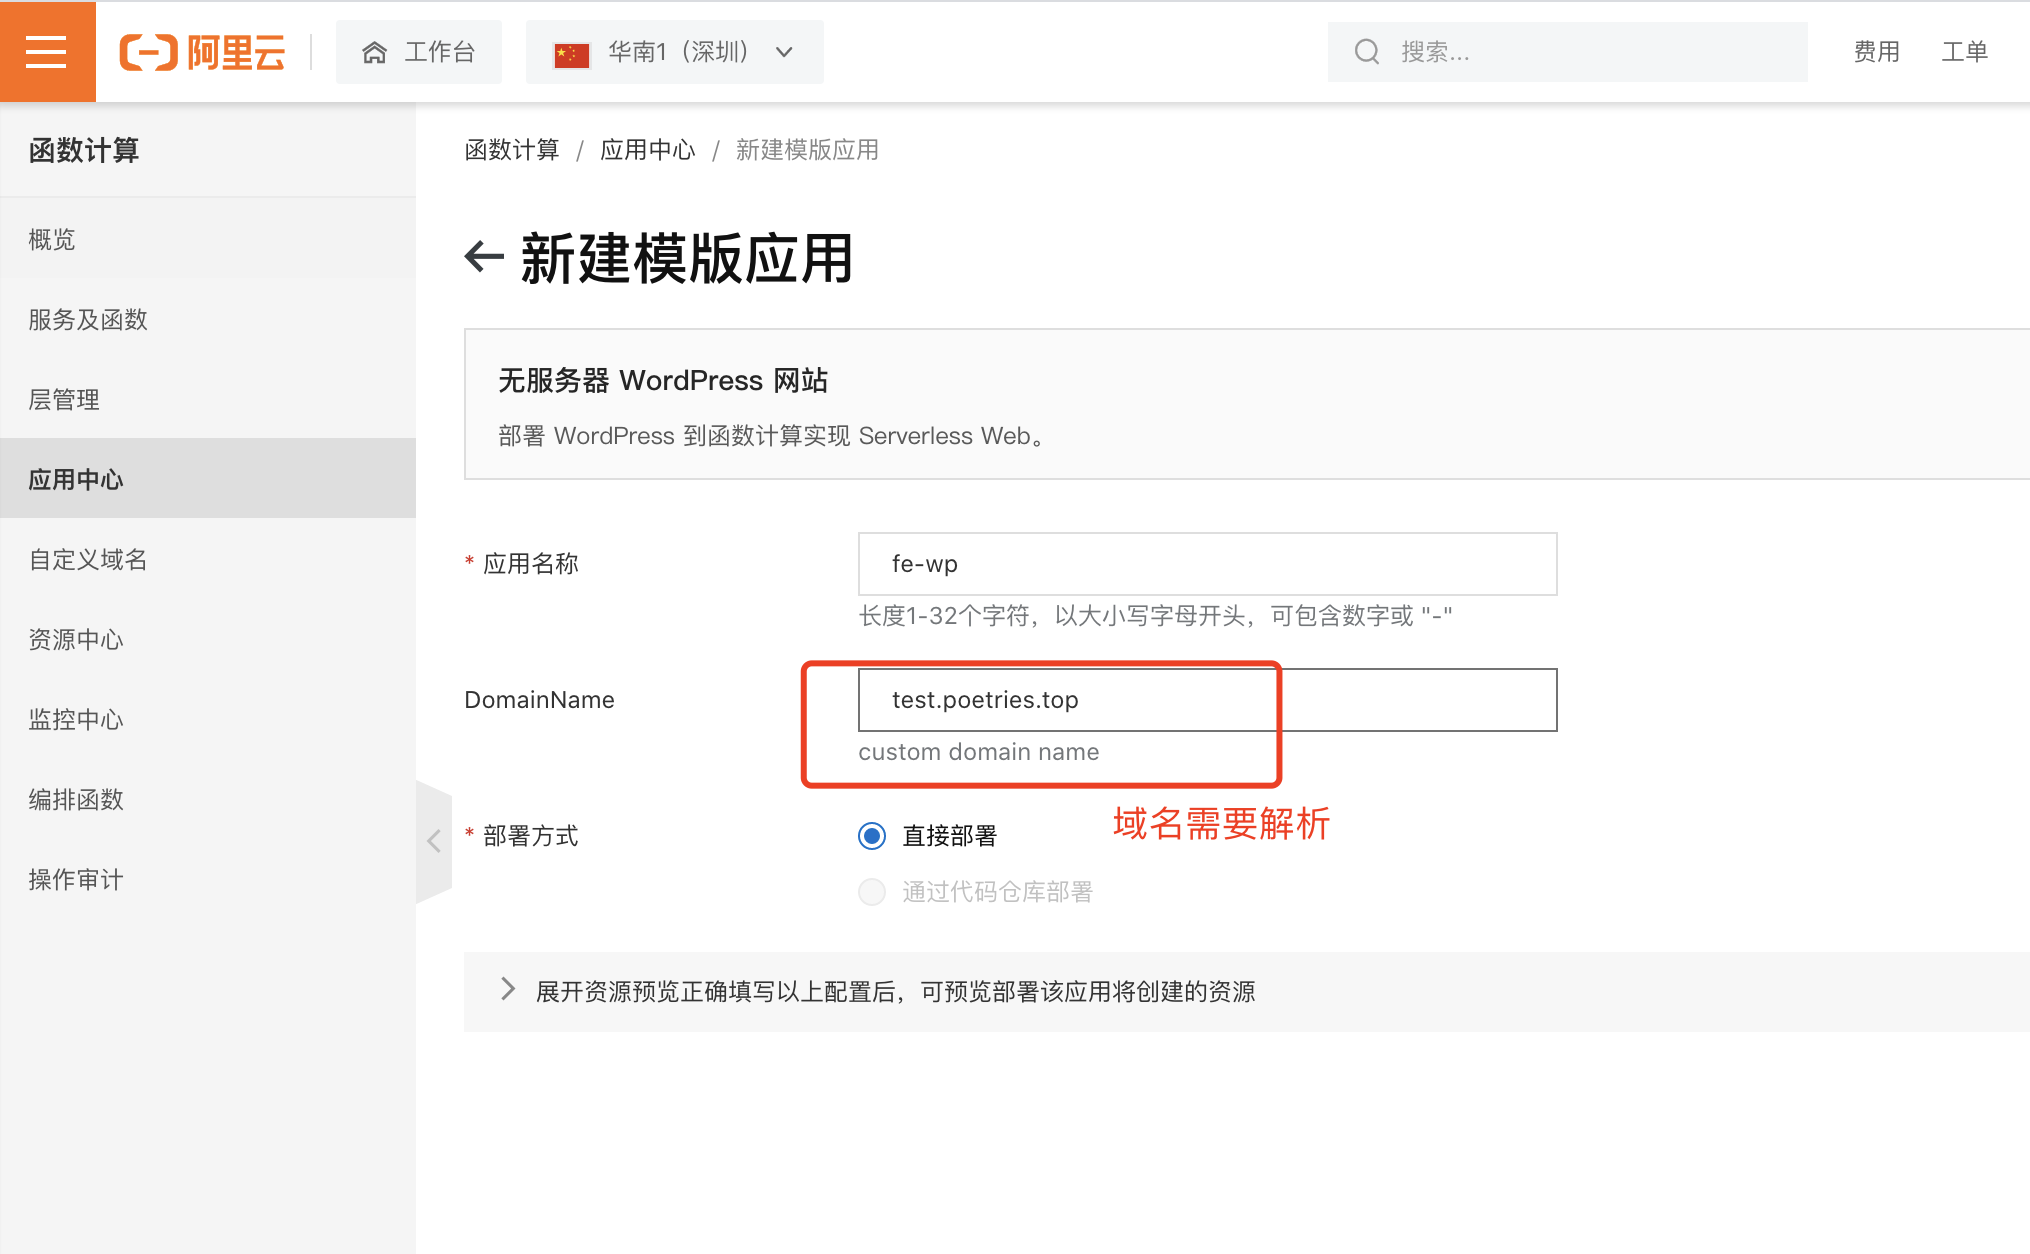 阿里云
工作台
华南1（深圳）
搜索...
费用
工单
函数计算
概览
服务及函数
层管理
应用中心
自定义域名
资源中心
监控中心
编排函数
操作审计
函数计算 / 应用中心 / 新建模版应用
新建模版应用
无服务器 WordPress 网站
部署 WordPress 到函数计算实现 Serverless Web。
* 应用名称
fe-wp
长度1-32个字符，以大小写字母开头，可包含数字或 "-"
DomainName
test.poetries.top
custom domain name
域名需要解析
* 部署方式
直接部署
通过代码仓库部署
展开资源预览正确填写以上配置后，可预览部署该应用将创建的资源